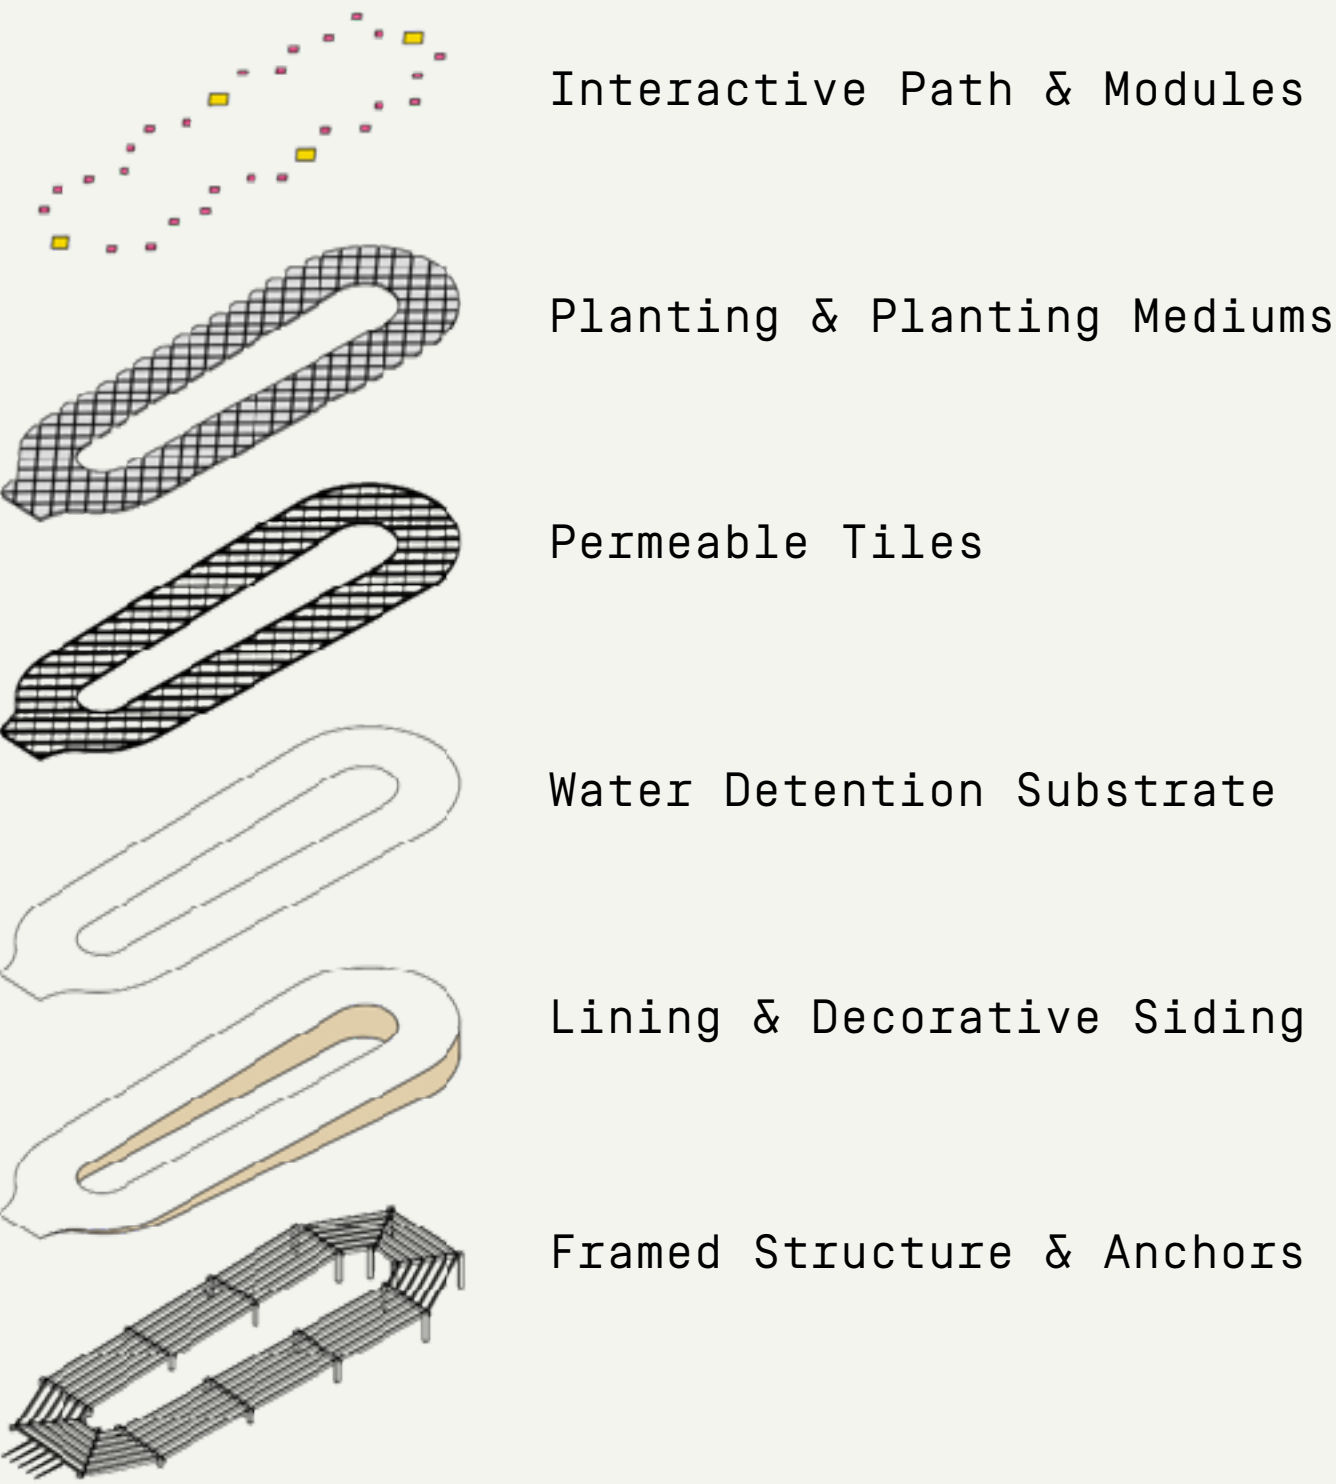 Interactive Path & Modules
Planting & Planting Mediums
Permeable Tiles
Water Detention Substrate
Lining & Decorative Siding
Framed Structure & Anchors